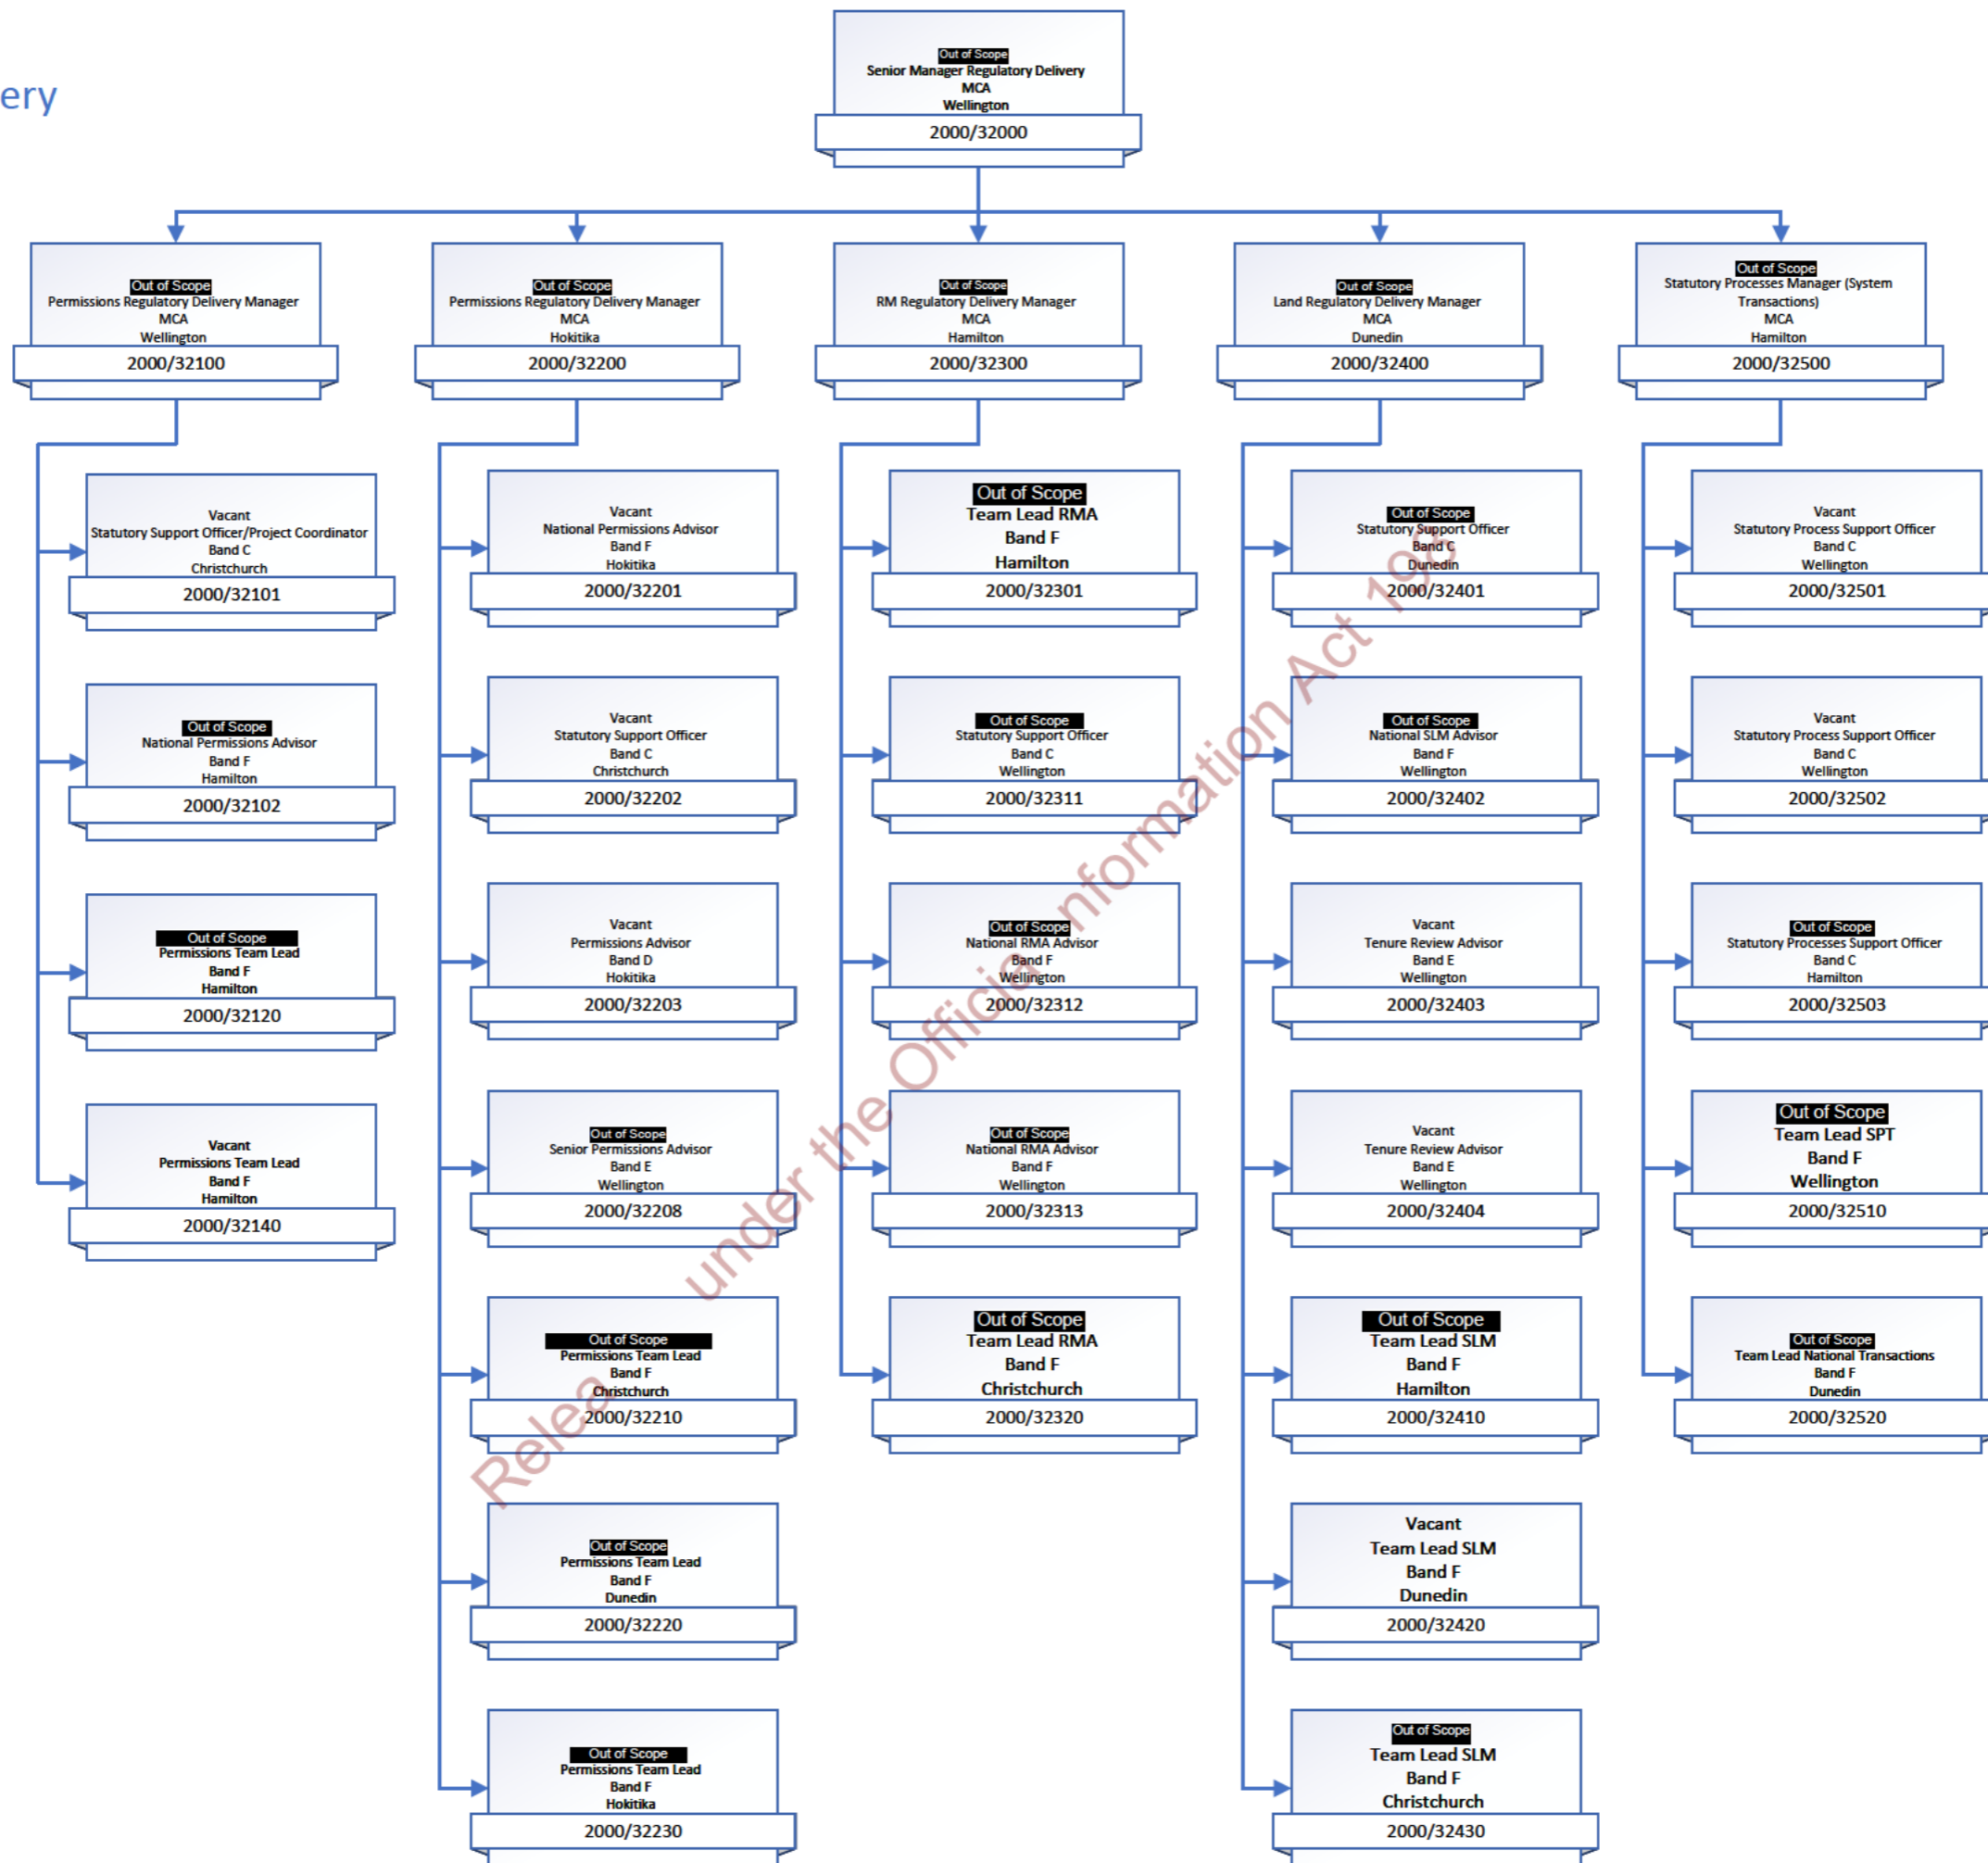 ery
Out of Scope
Senior Manager Regulatory Delivery
MCA
Wellington
2000/32000
Out of Scope
Permissions Regulatory Delivery Manager
MCA
Wellington
2000/32100
Out of Scope
Permissions Regulatory Delivery Manager
MCA
Hokitika
2000/32200
Out of Scope
RM Regulatory Delivery Manager
MCA
Hamilton
2000/32300
Out of Scope
Land Regulatory Delivery Manager
MCA
Dunedin
2000/32400
Out of Scope
Statutory Processes Manager (System
Transactions)
MCA
Hamilton
2000/32500
Vacant
Statutory Support Officer/Project Coordinator
Band C
Christchurch
2000/32101
Out of Scope
National Permissions Advisor
Band F
Hamilton
2000/32102
Out of Scope
Permissions Team Lead
Band F
Hamilton
2000/32120
Vacant
Permissions Team Lead
Band F
Hamilton
2000/32140
Vacant
National Permissions Advisor
Band F
Hokitika
2000/32201
Vacant
Statutory Support Officer
Band C
Christchurch
2000/32202
Vacant
Permissions Advisor
Band D
Hokitika
2000/32203
Out of Scope
Senior Permissions Advisor
Band E
Wellington
2000/32208
Out of Scope
Permissions Team Lead
Band F
Christchurch
2000/32210
Out of Scope
Permissions Team Lead
Band F
Dunedin
2000/32220
Out of Scope
Permissions Team Lead
Band F
Hokitika
2000/32230
Out of Scope
Team Lead RMA
Band F
Hamilton
2000/32301
Out of Scope
Statutory Support Officer
Band C
Wellington
2000/32311
Out of Scope
National RMA Advisor
Band F
Wellington
2000/32312
Out of Scope
National RMA Advisor
Band F
Wellington
2000/32313
Out of Scope
Team Lead RMA
Band F
Christchurch
2000/32320
Out of Scope
Statutory Support Officer
Band C
Dunedin
2000/32401
Out of Scope
National SLM Advisor
Band F
Wellington
2000/32402
Vacant
Tenure Review Advisor
Band E
Wellington
2000/32403
Vacant
Tenure Review Advisor
Band E
Wellington
2000/32404
Out of Scope
Team Lead SLM
Band F
Hamilton
2000/32410
Vacant
Team Lead SLM
Band F
Dunedin
2000/32420
Out of Scope
Team Lead SLM
Band F
Christchurch
2000/32430
Vacant
Statutory Process Support Officer
Band C
Wellington
2000/32501
Vacant
Statutory Process Support Officer
Band C
Wellington
2000/32502
Out of Scope
Statutory Processes Support Officer
Band C
Hamilton
2000/32503
Out of Scope
Team Lead SPT
Band F
Wellington
2000/32510
Out of Scope
Team Lead National Transactions
Band F
Dunedin
2000/32520
Relea under the Officia nformation Act 198